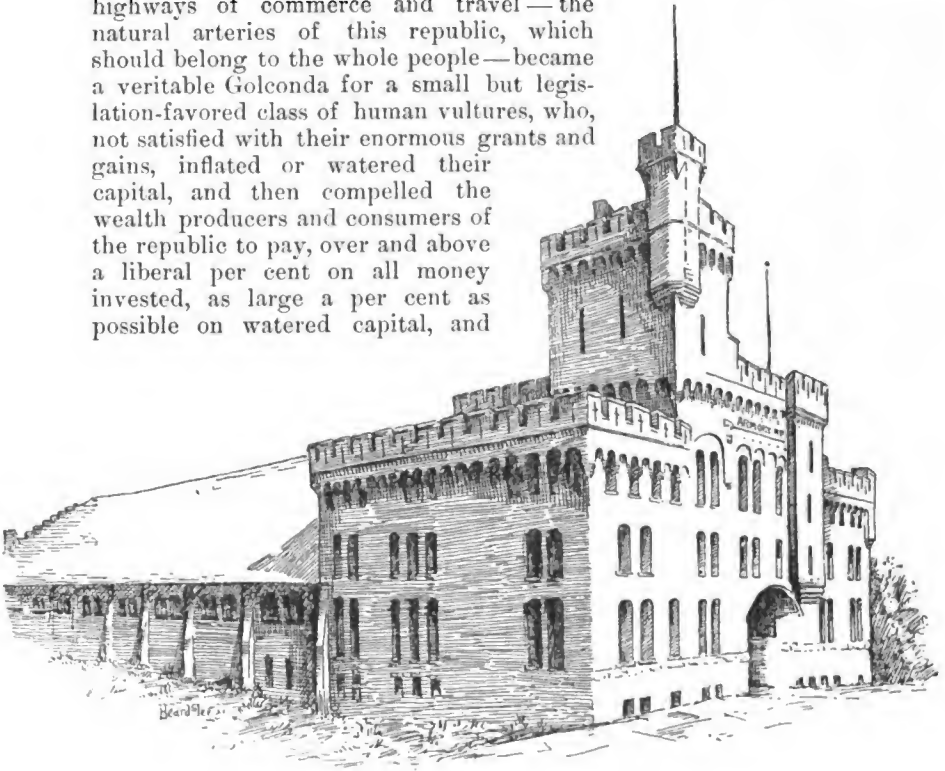 highways of commerce and travel — the
natural arteries of this republic, which
should belong to the whole people — became
a veritable Golconda for a small but legis-
lation-favored class of human vultures, who,
not satisfied with their enormous grants and
gains, inflated or watered their
capital, and then compelled the
wealth producers and consumers of
the republic to pay, over and above
a liberal per cent on all money
invested, as large a per cent as
possible on watered capital, and
ARMORY